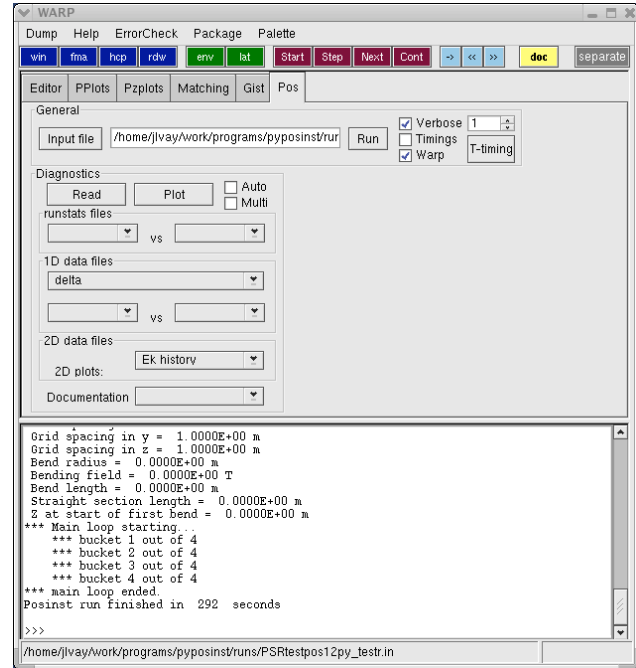 WARP
Dump Help ErrorCheck Package Palette
win fma hcp rdw env lat Start Step Next Cont -> << >> doc separate
Editor PPlots Pzplots Matching Gist Pos
General
Input file /home/jlvay/work/programs/pyposinst/rur Run
Verbose 1
Timings
Warp
T-timing
Diagnostics
Read Plot
Auto
Multi
runstats files
vs
1D data files
delta
vs
2D data files
2D plots: Ek history
Documentation
Grid spacing in y = 1.0000E+00 m
Grid spacing in z = 1.0000E+00 m
Bend radius = 0.0000E+00 m
Bending field = 0.0000E+00 T
Bend length = 0.0000E+00 m
Straight section length = 0.0000E+00 m
Z at start of first bend = 0.0000E+00 m
*** Main loop starting...
*** bucket 1 out of 4
*** bucket 2 out of 4
*** bucket 3 out of 4
*** bucket 4 out of 4
*** main loop ended.
Posinst run finished in 292 seconds
>>>
/home/jlvay/work/programs/pyposinst/runs/PSRtestpos12py_testr.in